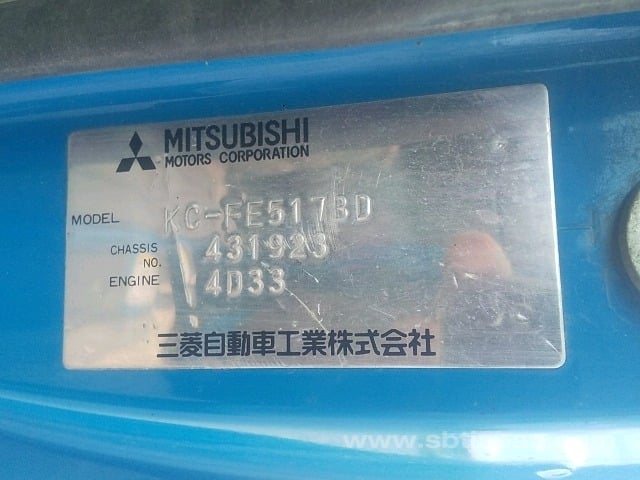 MITSUBISHI
MOTORS CORPORATION
MODEL KC-FE517BD
CHASSIS NO. 431923
ENGINE 4D33
三菱自動車工業株式会社